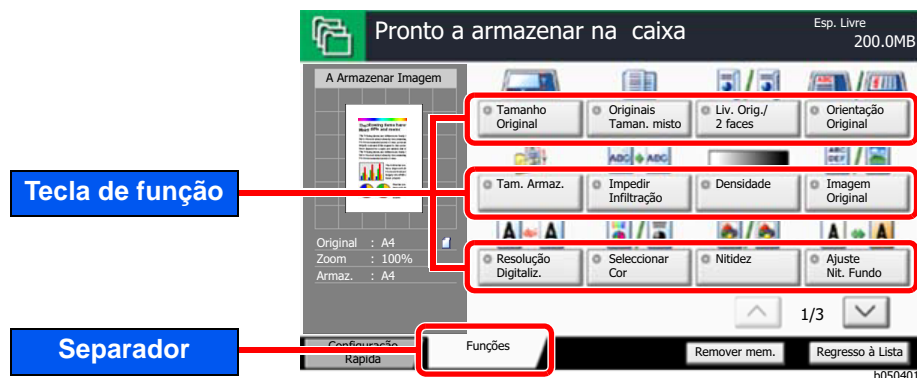 Pronto a armazenar na caixa
Esp. Livre
200.0MB
A Armazenar Imagem
Tamanho
Original
Originais
Taman. misto
Liv. Orig./
2 faces
Orientação
Original
Tecla de função
Tam. Armaz.
Impedir
Infiltração
Densidade
Imagem
Original
Original : A4
Zoom : 100%
Armaz. : A4
Resolução
Digitaliz.
Seleccionar
Cor
Nitidez
Ajuste
Nit. Fundo
1/3
Separador
Configuração
Rápida
Funções
Remover mem.
Regresso à Lista
b050401